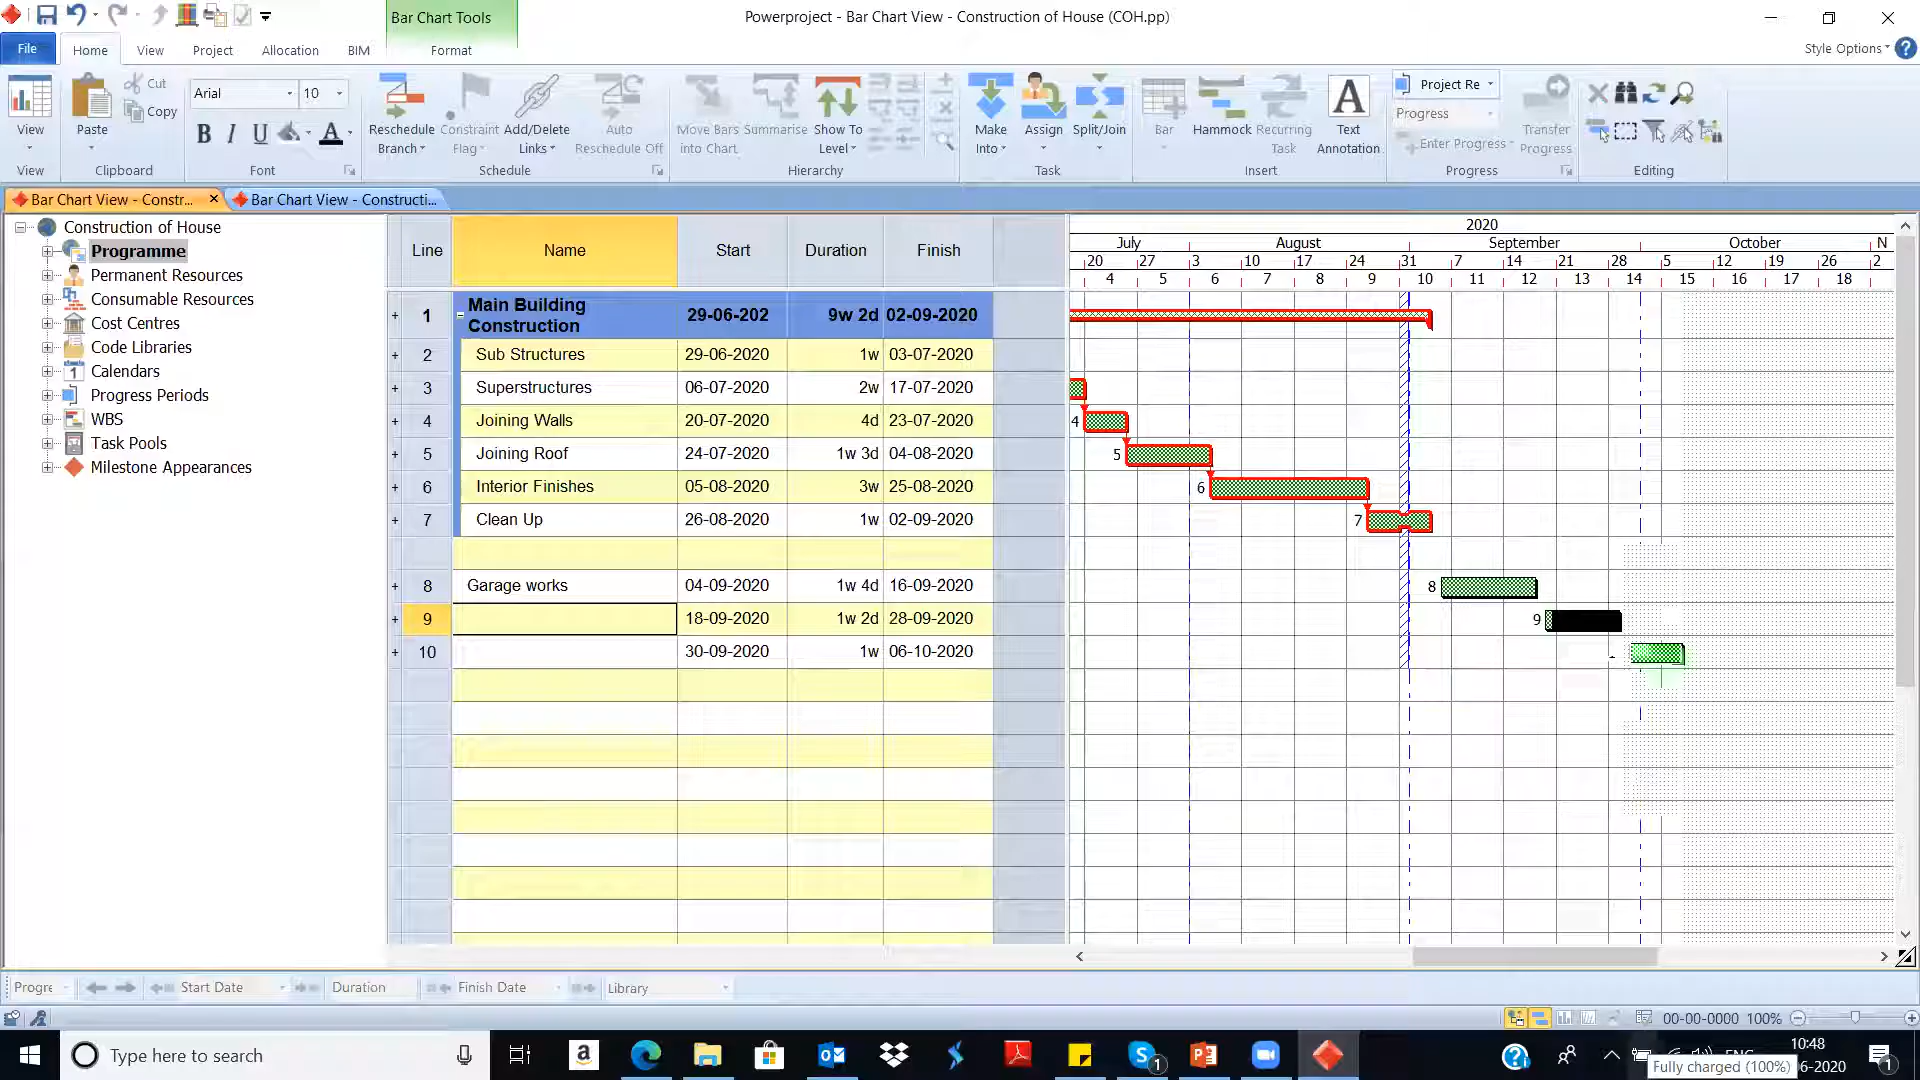 Bar Chart Tools
Powerproject - Bar Chart View - Construction of House (COH.pp)
File Home View Project Allocation BIM Format Style Options
Cut
Copy
Arial 10
Project Re
Progress
View Paste Reschedule Branch Constraint Flag Add/Delete Links Auto Reschedule Off Move Bars into Chart Summarise Show To Level Make Into Assign Split/Join Bar Hammock Recurring Task Text Annotation Enter Progress Transfer Progress
View Clipboard Font Schedule Hierarchy Task Insert Progress Editing
Bar Chart View - Constr... Bar Chart View - Constructi...
Construction of House
Programme
Permanent Resources
Consumable Resources
Cost Centres
Code Libraries
Calendars
Progress Periods
WBS
Task Pools
Milestone Appearances
Line Name Start Duration Finish
2020
July August September October N
20 27 3 10 17 24 31 7 14 21 28 5 12 19 26 2
4 5 6 7 8 9 10 11 12 13 14 15 16 17 18
1 Main Building Construction 29-06-202 9w 2d 02-09-2020
2 Sub Structures 29-06-2020 1w 03-07-2020
3 Superstructures 06-07-2020 2w 17-07-2020
4 Joining Walls 20-07-2020 4d 23-07-2020 4
5 Joining Roof 24-07-2020 1w 3d 04-08-2020 5
6 Interior Finishes 05-08-2020 3w 25-08-2020 6
7 Clean Up 26-08-2020 1w 02-09-2020 7
8 Garage works 04-09-2020 1w 4d 16-09-2020 8
9 18-09-2020 1w 2d 28-09-2020 9
10 30-09-2020 1w 06-10-2020
Progre Start Date Duration Finish Date Library
00-00-0000 100%
Type here to search
10:48
6-2020
Fully charged (100%)
1
1